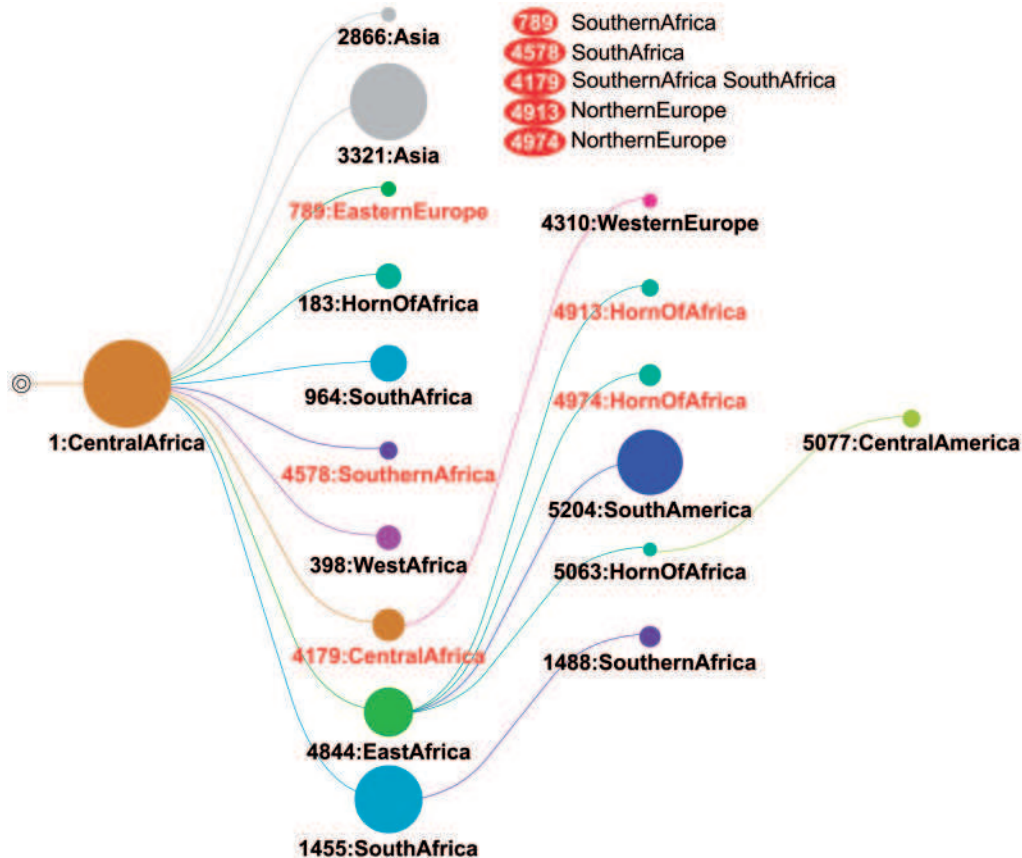 2866:Asia
3321:Asia
789:EasternEurope
183:HornOfAfrica
964:SouthAfrica
1:CentralAfrica
4578:SouthernAfrica
398:WestAfrica
4179:CentralAfrica
4844:EastAfrica
1455:SouthAfrica
789 SouthernAfrica
4578 SouthAfrica
4179 SouthernAfrica SouthAfrica
4913 NorthernEurope
4974 NorthernEurope
4310:WesternEurope
4913:HornOfAfrica
4974:HornOfAfrica
5204:SouthAmerica
5063:HornOfAfrica
1488:SouthernAfrica
5077:CentralAmerica